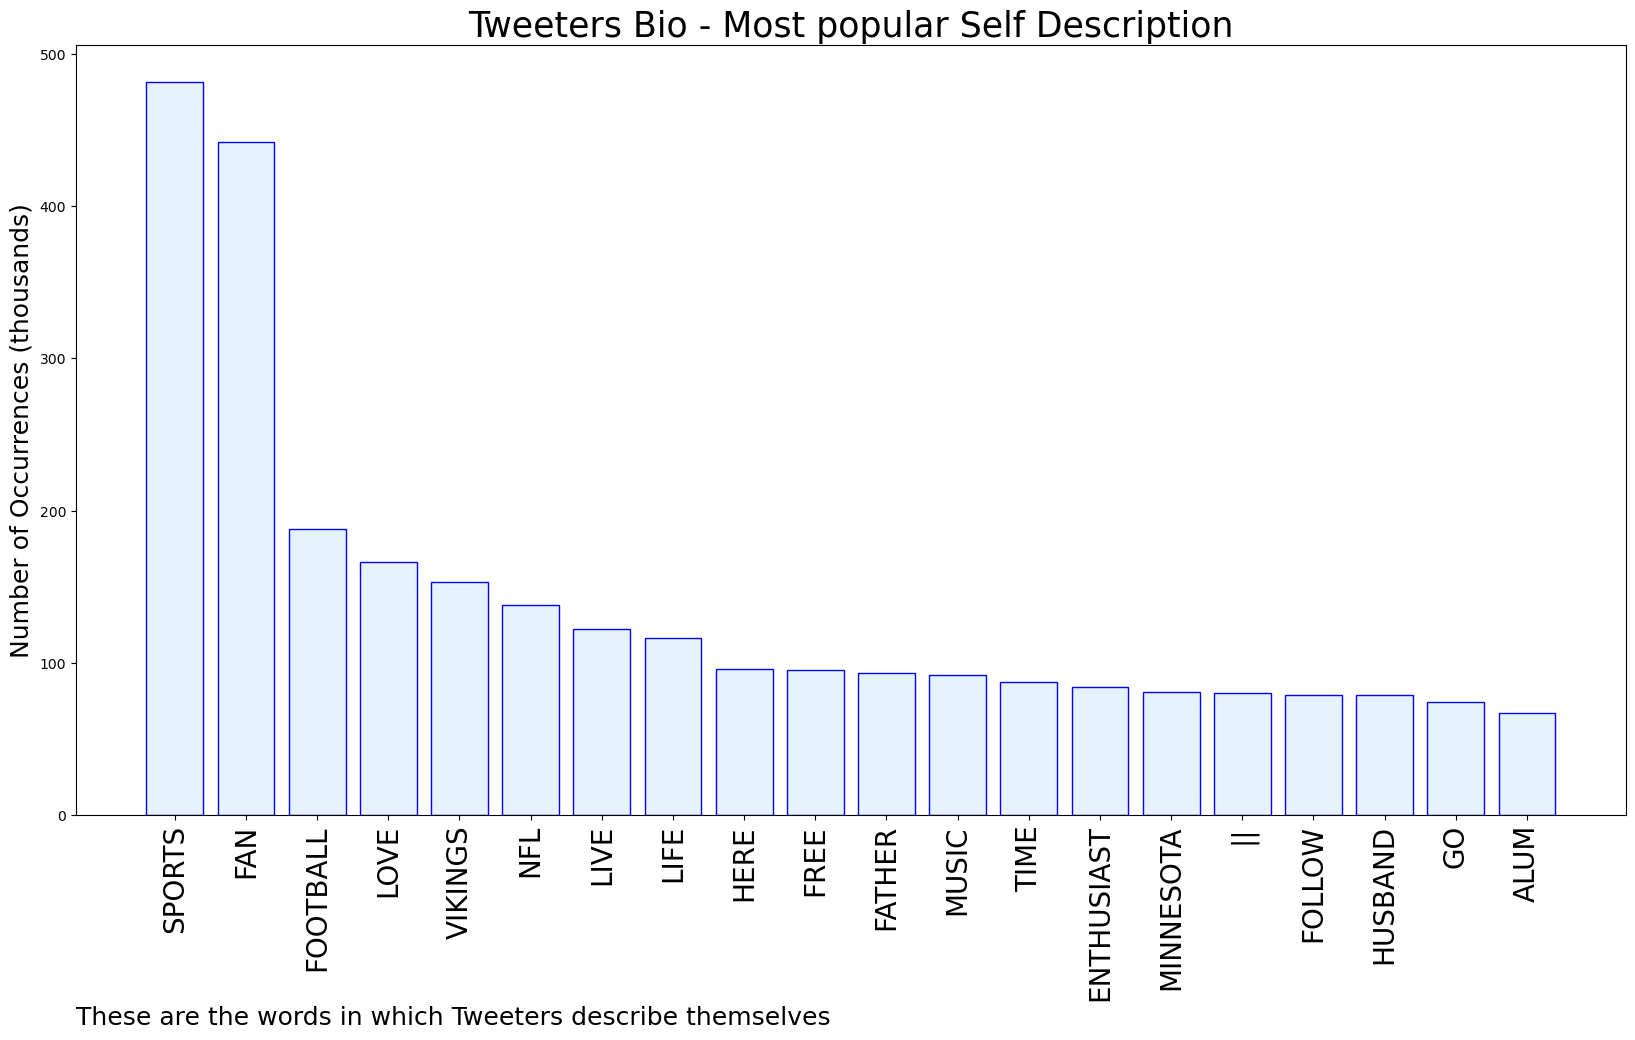 Tweeters Bio - Most popular Self Description
Number of Occurrences (thousands)
500
400
300
200
100
0
SPORTS
FAN
FOOTBALL
LOVE
VIKINGS
NFL
LIVE
LIFE
HERE
FREE
FATHER
MUSIC
TIME
ENTHUSIAST
MINNESOTA
||
FOLLOW
HUSBAND
GO
ALUM
These are the words in which Tweeters describe themselves